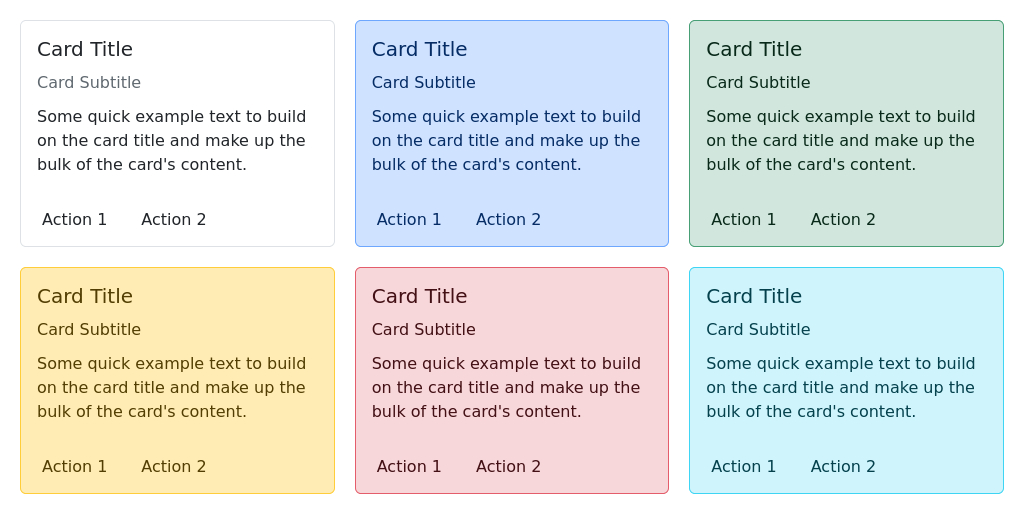 Card Title
Card Subtitle
Some quick example text to build
on the card title and make up the
bulk of the card's content.
Action 1 Action 2
Card Title
Card Subtitle
Some quick example text to build
on the card title and make up the
bulk of the card's content.
Action 1 Action 2
Card Title
Card Subtitle
Some quick example text to build
on the card title and make up the
bulk of the card's content.
Action 1 Action 2
Card Title
Card Subtitle
Some quick example text to build
on the card title and make up the
bulk of the card's content.
Action 1 Action 2
Card Title
Card Subtitle
Some quick example text to build
on the card title and make up the
bulk of the card's content.
Action 1 Action 2
Card Title
Card Subtitle
Some quick example text to build
on the card title and make up the
bulk of the card's content.
Action 1 Action 2